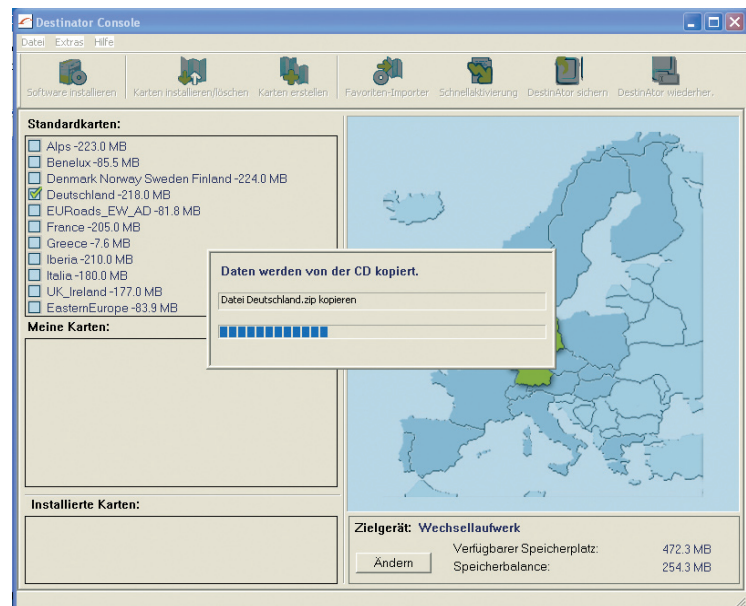 Destinator Console
Datei Extras Hilfe
Software installieren
Karten installieren/löschen
Karten erstellen
Favoriten-Importer
Schnellaktivierung
DestinAtor sichern
DestinAtor wiederher.
Standardkarten:
Alps -223.0 MB
Benelux -85.5 MB
Denmark Norway Sweden Finland -224.0 MB
Deutschland -218.0 MB
EURoads_EW_AD -81.8 MB
France -205.0 MB
Greece -7.6 MB
Iberia -210.0 MB
Italia -180.0 MB
UK_Ireland -177.0 MB
EasternEurope -83.9 MB
Daten werden von der CD kopiert.
Datei Deutschland.zip kopieren
Meine Karten:
Installierte Karten:
Zielgerät: Wechsellaufwerk
Ändern
Verfügbarer Speicherplatz: 472.3 MB
Speicherbalance: 254.3 MB